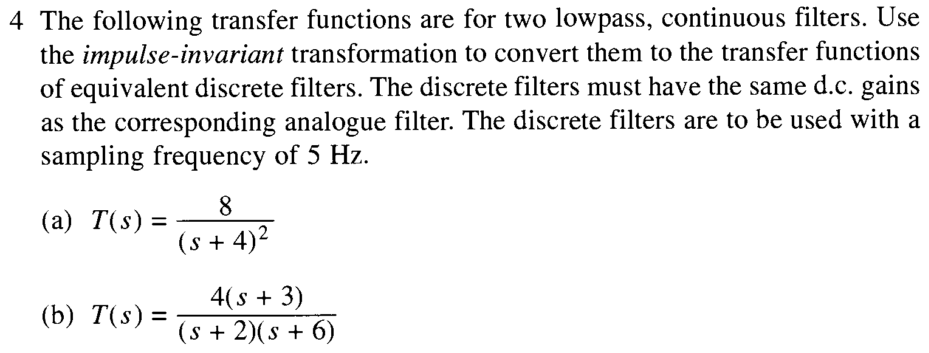 4 The following transfer functions are for two lowpass, continuous filters. Use
the impulse-invariant transformation to convert them to the transfer functions
of equivalent discrete filters. The discrete filters must have the same d.c. gains
as the corresponding analogue filter. The discrete filters are to be used with a
sampling frequency of 5 Hz.
(a) T(s) = 8 / (s + 4)²
(b) T(s) = 4(s + 3) / (s + 2)(s + 6)